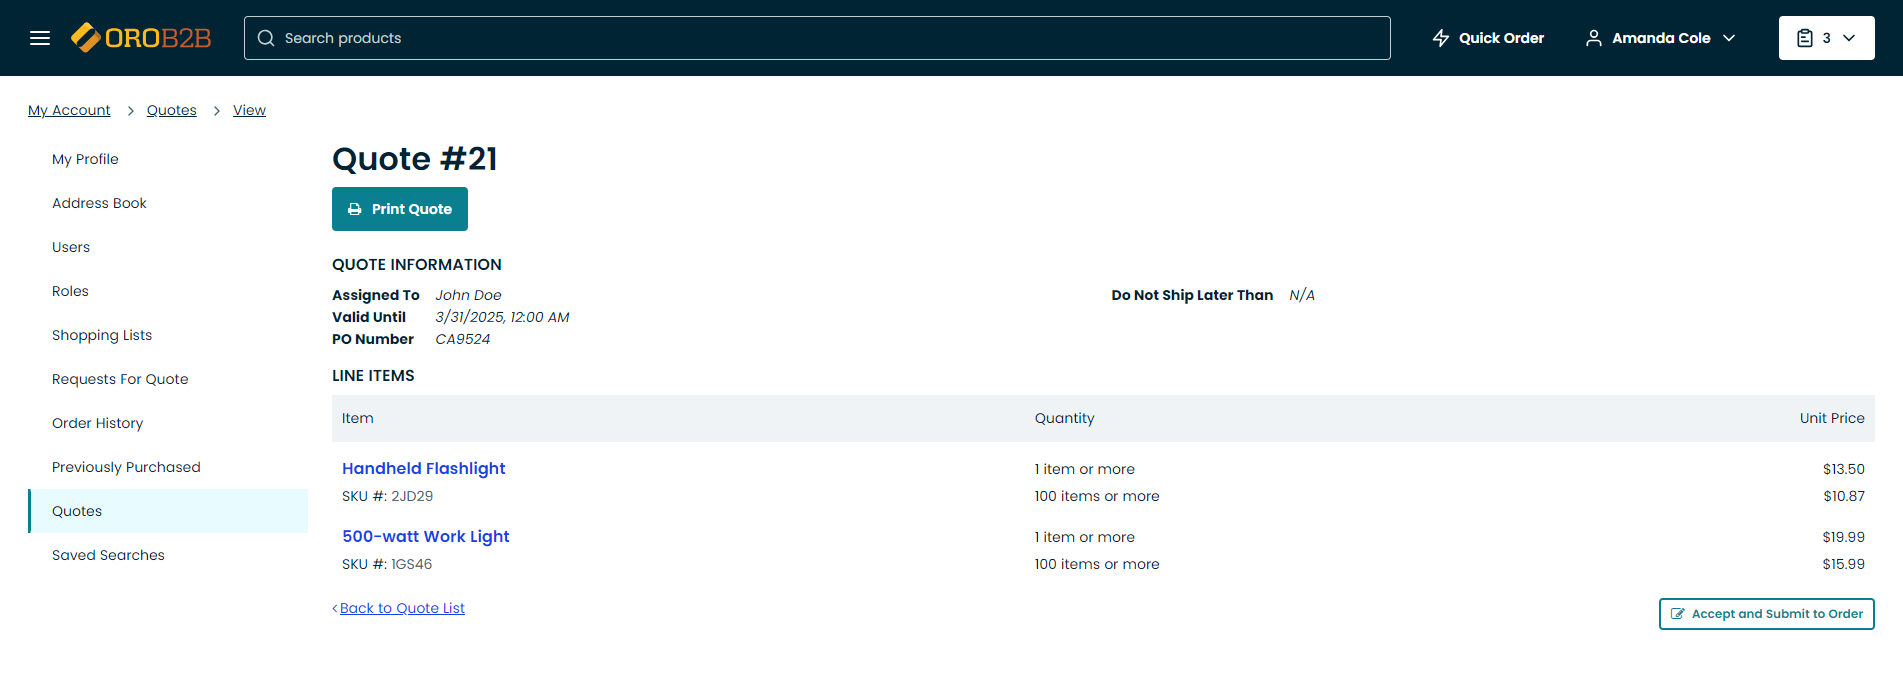 OROB2B
Search products
Quick Order
Amanda Cole
3
My Account > Quotes > View
My Profile
Address Book
Users
Roles
Shopping Lists
Requests For Quote
Order History
Previously Purchased
Quotes
Saved Searches
Quote #21
Print Quote
QUOTE INFORMATION
Assigned To John Doe
Valid Until 3/31/2025, 12:00 AM
PO Number CA9524
Do Not Ship Later Than N/A
LINE ITEMS
Item Quantity Unit Price
Handheld Flashlight 1 item or more $13.50
SKU #: 2JD29 100 items or more $10.87
500-watt Work Light 1 item or more $19.99
SKU #: 1GS46 100 items or more $15.99
‹ Back to Quote List
Accept and Submit to Order